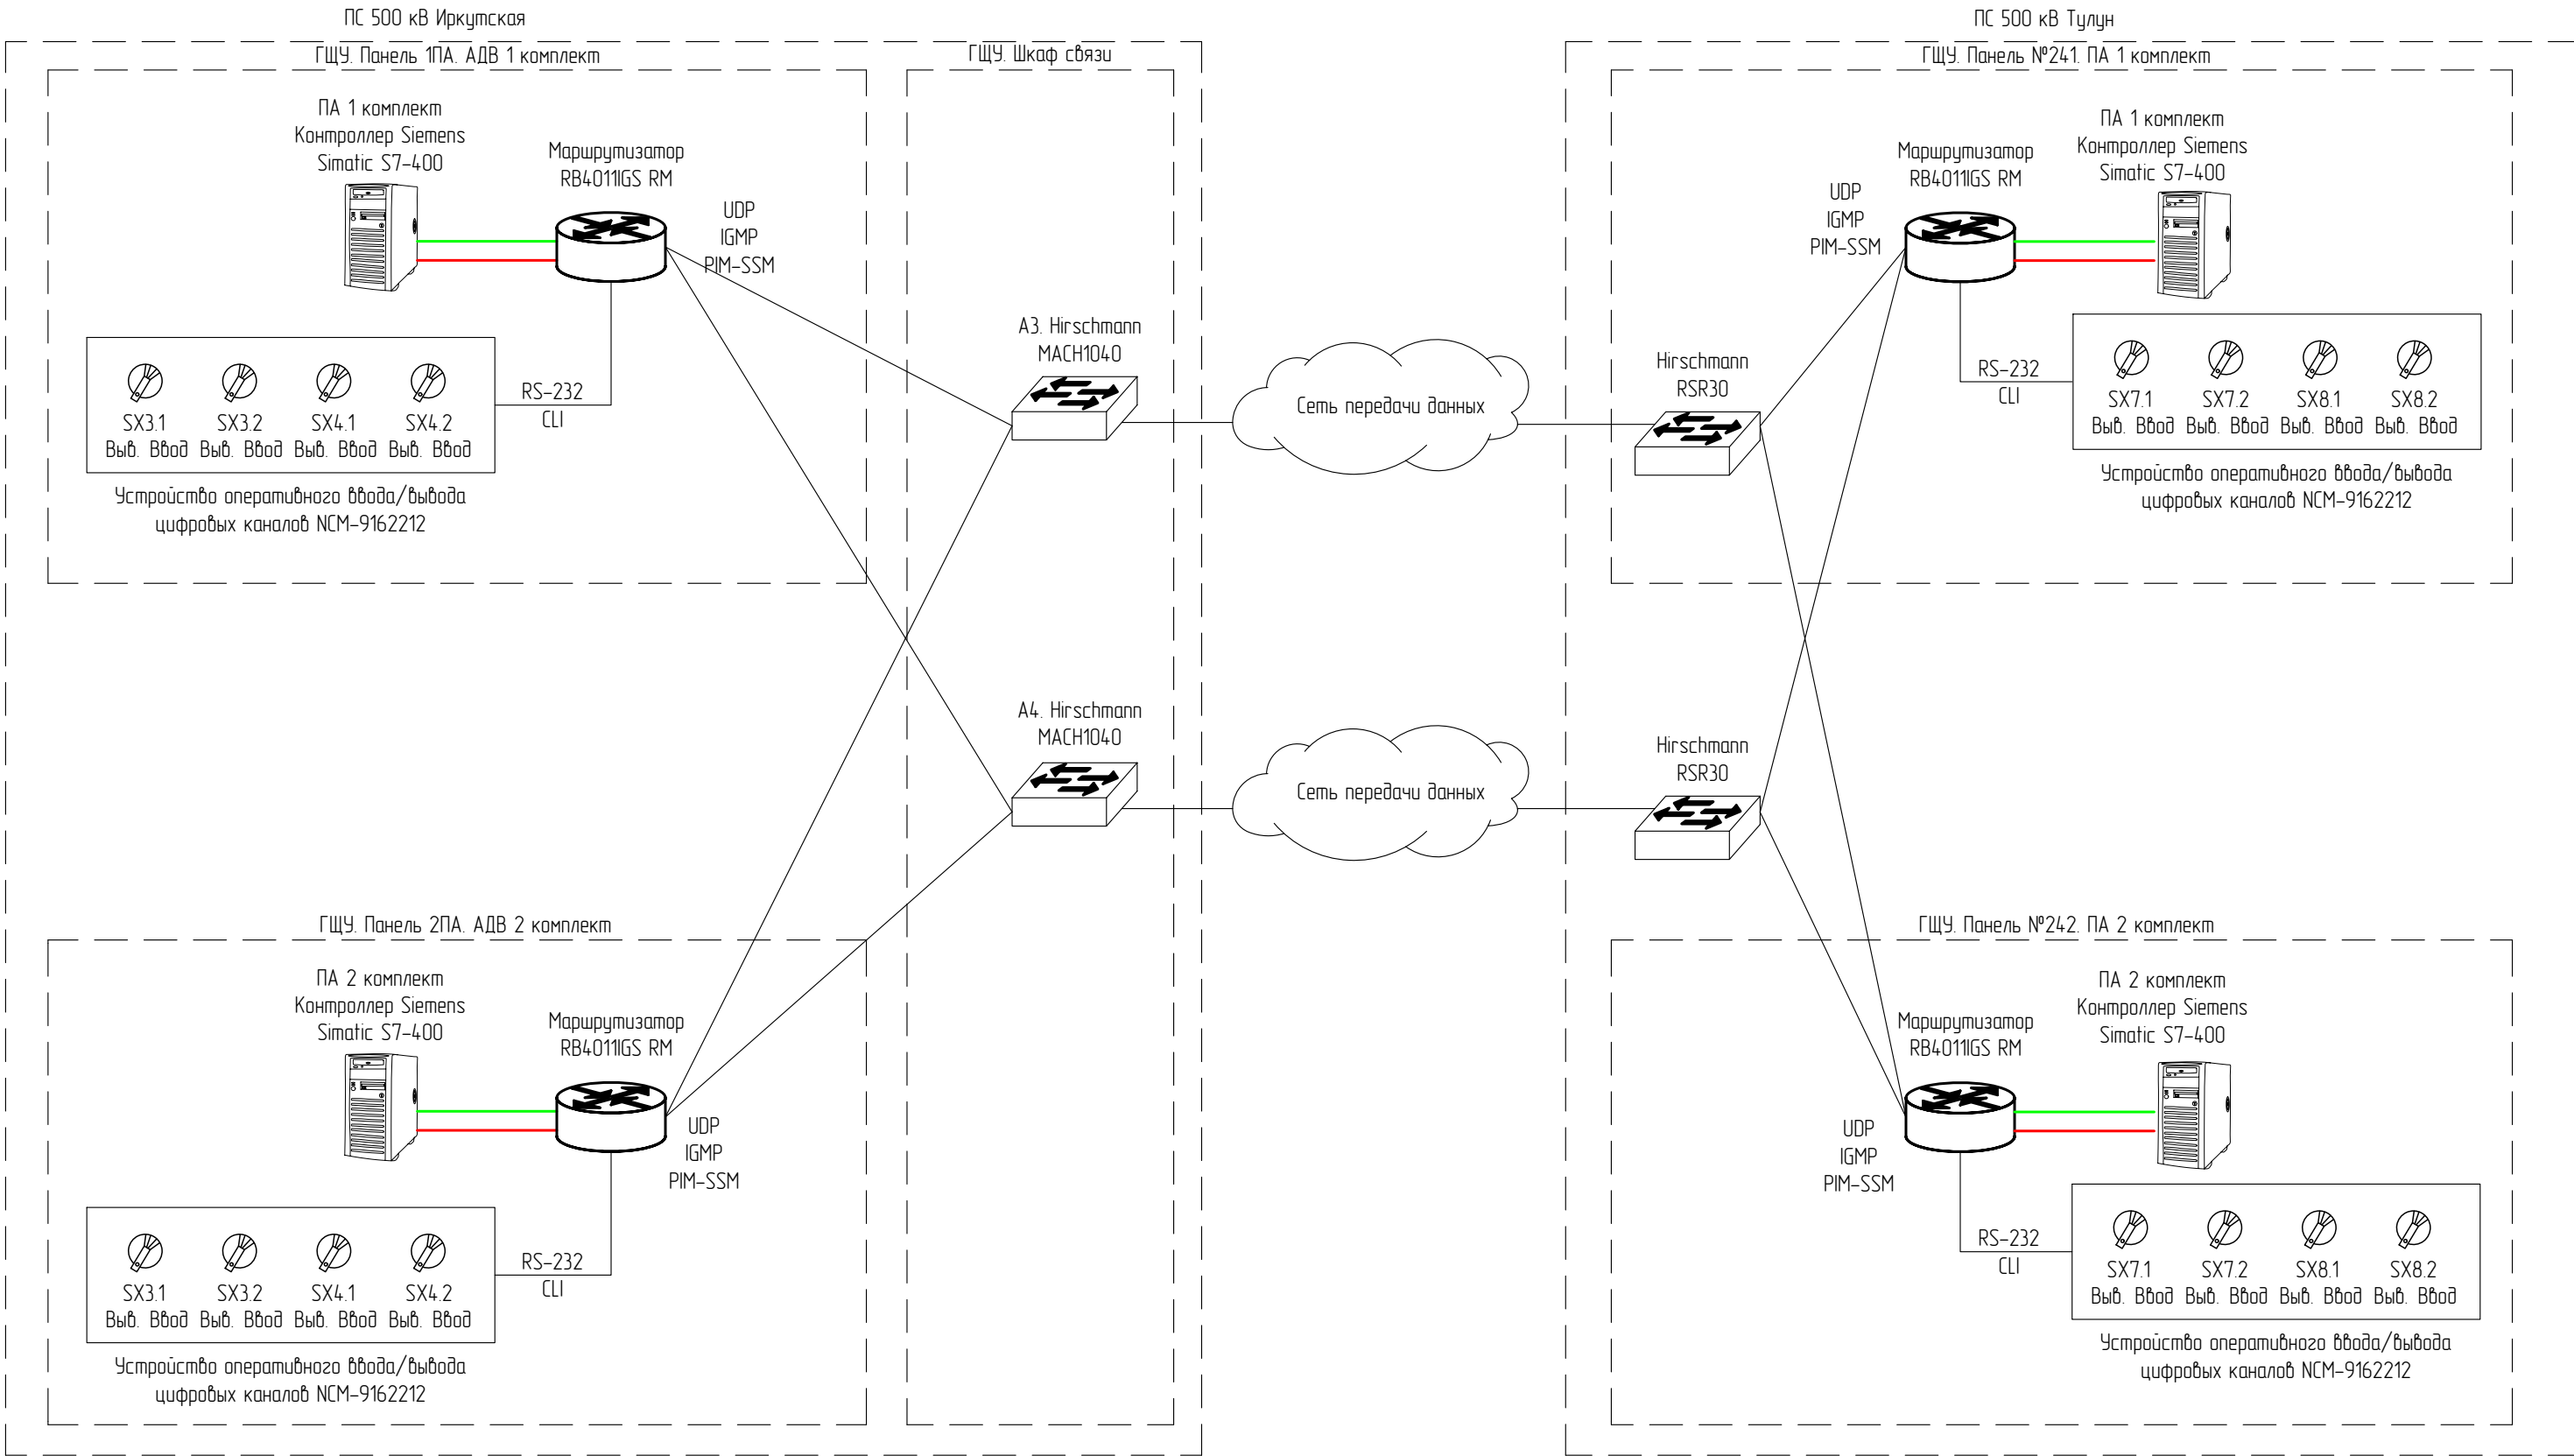 ПС 500 кВ Иркутская
ГЩУ. Панель 1ПА. АДВ 1 комплект
ПА 1 комплект
Контроллер Siemens
Simatic S7-400
Маршрутизатор
RB4011IGS RM
UDP
IGMP
PIM-SSM
SX3.1
Выв. Ввод
SX3.2
Выв. Ввод
SX4.1
Выв. Ввод
SX4.2
Выв. Ввод
RS-232
CLI
Устройство оперативного ввода/вывода
цифровых каналов NCM-9162212
ГЩУ. Шкаф связи
A3. Hirschmann
MACH1040
A4. Hirschmann
MACH1040
ГЩУ. Панель 2ПА. АДВ 2 комплект
ПА 2 комплект
Контроллер Siemens
Simatic S7-400
Маршрутизатор
RB4011IGS RM
UDP
IGMP
PIM-SSM
SX3.1
Выв. Ввод
SX3.2
Выв. Ввод
SX4.1
Выв. Ввод
SX4.2
Выв. Ввод
RS-232
CLI
Устройство оперативного ввода/вывода
цифровых каналов NCM-9162212
Сеть передачи данных
Сеть передачи данных
ПС 500 кВ Тулун
ГЩУ. Панель №241. ПА 1 комплект
Hirschmann
RSR30
UDP
IGMP
PIM-SSM
Маршрутизатор
RB4011IGS RM
ПА 1 комплект
Контроллер Siemens
Simatic S7-400
RS-232
CLI
SX7.1
Выв. Ввод
SX7.2
Выв. Ввод
SX8.1
Выв. Ввод
SX8.2
Выв. Ввод
Устройство оперативного ввода/вывода
цифровых каналов NCM-9162212
Hirschmann
RSR30
ГЩУ. Панель №242. ПА 2 комплект
UDP
IGMP
PIM-SSM
Маршрутизатор
RB4011IGS RM
ПА 2 комплект
Контроллер Siemens
Simatic S7-400
RS-232
CLI
SX7.1
Выв. Ввод
SX7.2
Выв. Ввод
SX8.1
Выв. Ввод
SX8.2
Выв. Ввод
Устройство оперативного ввода/вывода
цифровых каналов NCM-9162212